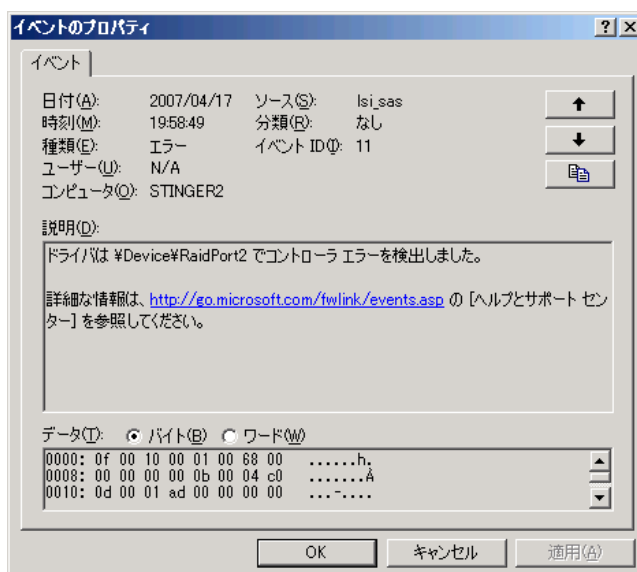 イベントのプロパティ
イベント
日付(A): 2007/04/17 ソース(S): lsi_sas
時刻(M): 19:58:49 分類(R): なし
種類(E): エラー イベント ID(I): 11
ユーザー(U): N/A
コンピュータ(O): STINGER2
説明(D):
ドライバは ¥Device¥RaidPort2 でコントローラ エラーを検出しました。
詳細な情報は、http://go.microsoft.com/fwlink/events.asp の [ヘルプとサポート セン
ター] を参照してください。
データ(T): バイト(B) ワード(W)
0000: 0f 00 10 00 01 00 68 00 ......h.
0008: 00 00 00 00 0b 00 04 c0 .......À
0010: 0d 00 01 ad 00 00 00 00 ...-....
OK キャンセル 適用(A)